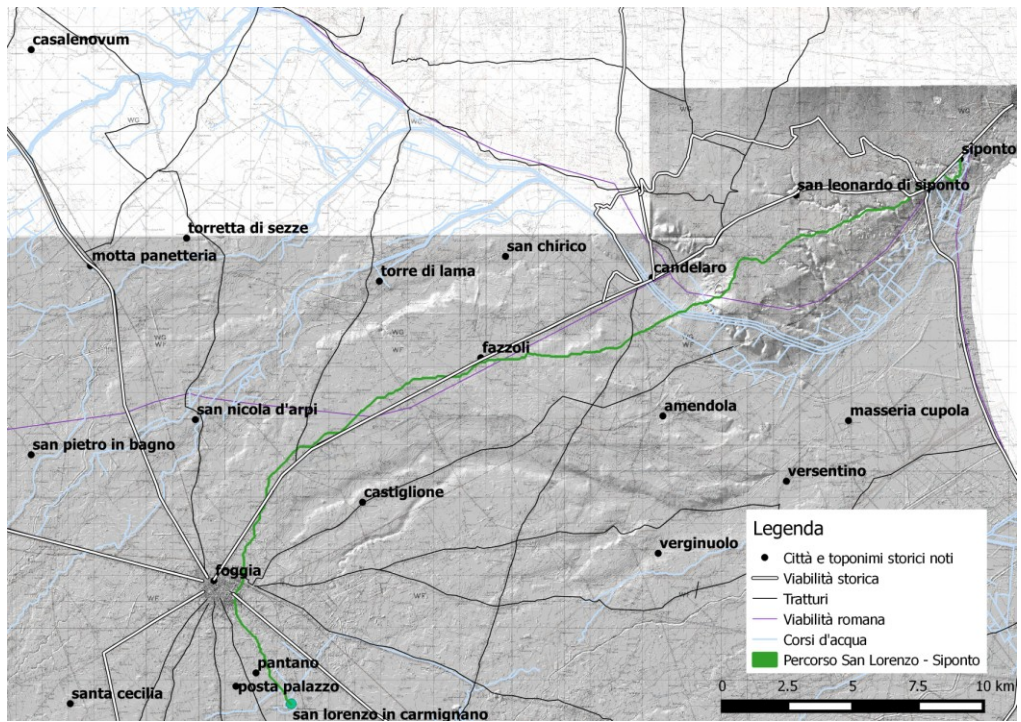 casalenovum
siponto
san leonardo di siponto
torretta di sezze
san chirico
motta panetteria
torre di lama
candelaro
fazzoli
san nicola d'arpi
amendola
masseria cupola
san pietro in bagno
versentino
castiglione
verginuolo
foggia
pantano
posta palazzo
santa cecilia
san lorenzo in carmignano
Legenda
Città e toponimi storici noti
Viabilità storica
Tratturi
Viabilità romana
Corsi d'acqua
Percorso San Lorenzo - Siponto
0 2.5 5 7.5 10 km